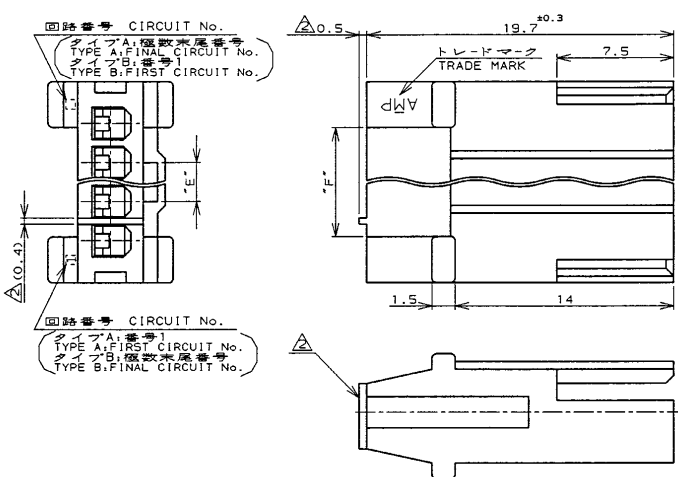 回路番号 CIRCUIT No.
タイプA:極数末尾番号
TYPE A:FINAL CIRCUIT No.
タイプB:番号1
TYPE B:FIRST CIRCUIT No.
2 0.5
19.7 ±0.3
トレードマーク
TRADE MARK
7.5
AMP
"E"
"F"
2 (0.4)
1.5
14
回路番号 CIRCUIT No.
タイプA:番号1
TYPE A:FIRST CIRCUIT No.
タイプB:極数末尾番号
TYPE B:FINAL CIRCUIT No.
2